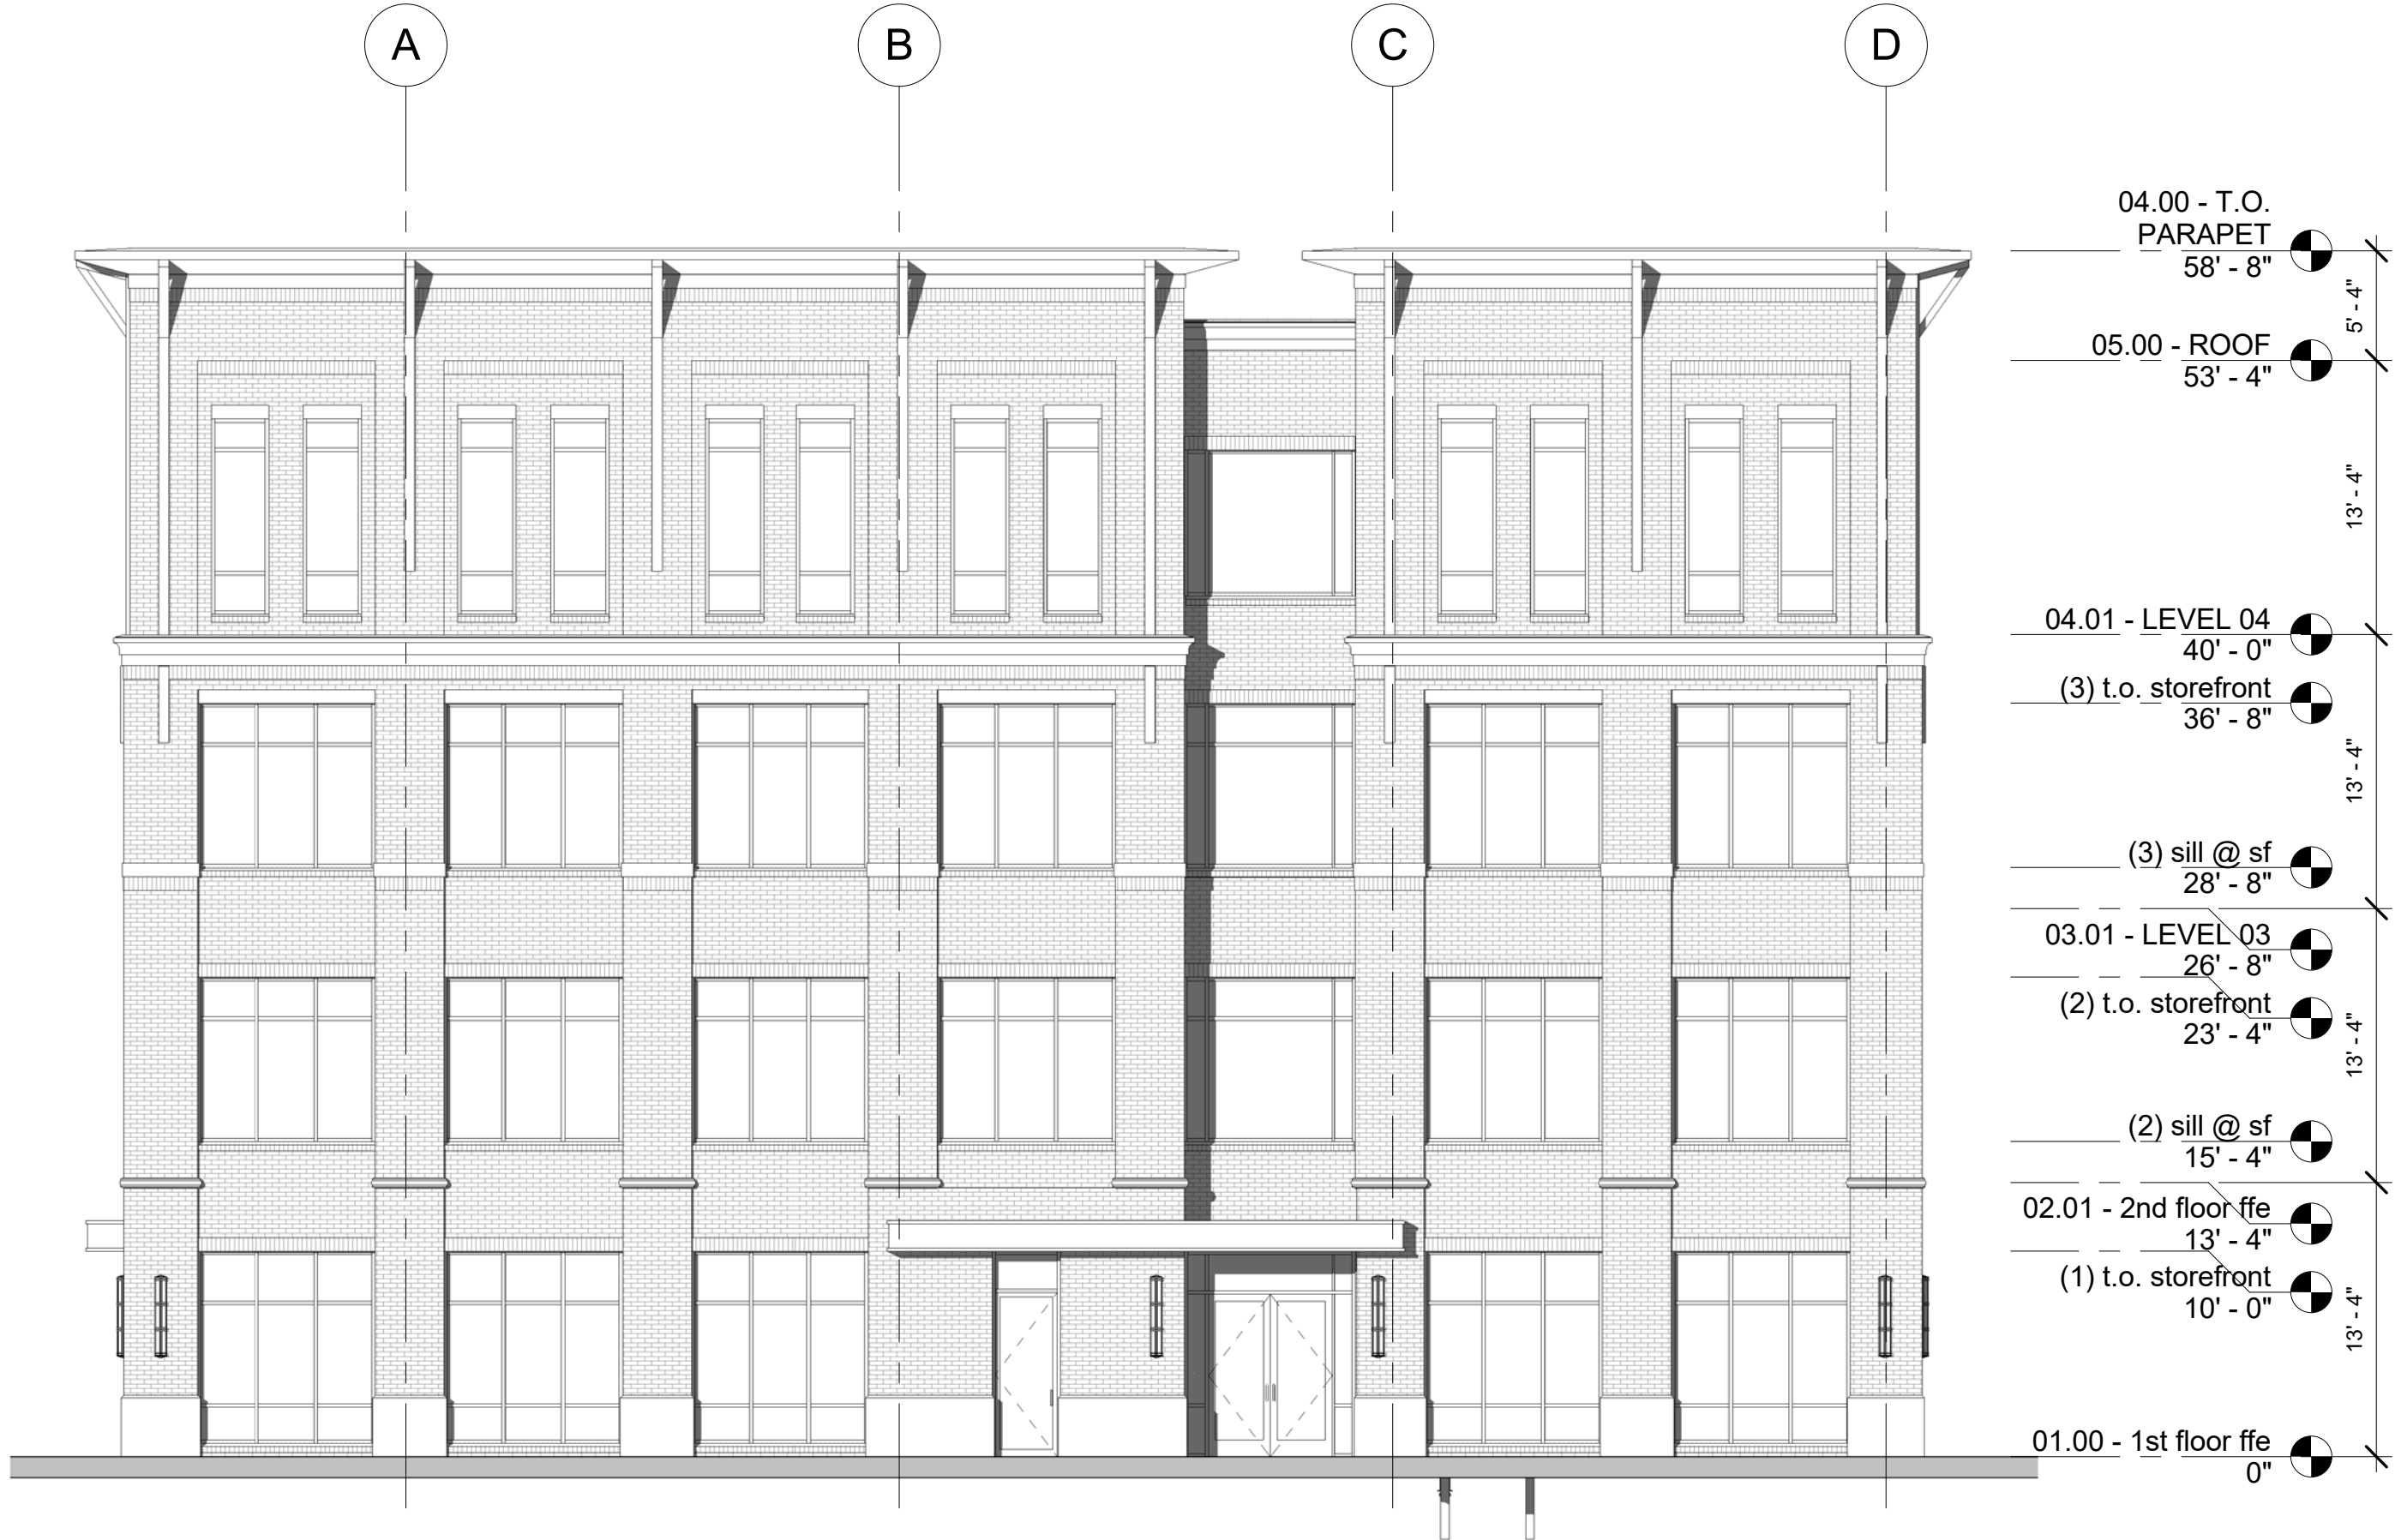 A
B
C
D
04.00 - T.O.
PARAPET
58' - 8"
5' - 4"
05.00 - ROOF
53' - 4"
13' - 4"
04.01 - LEVEL 04
40' - 0"
(3) t.o. storefront
36' - 8"
13' - 4"
(3) sill @ sf
28' - 8"
03.01 - LEVEL 03
26' - 8"
(2) t.o. storefront
23' - 4"
13' - 4"
(2) sill @ sf
15' - 4"
02.01 - 2nd floor ffe
13' - 4"
(1) t.o. storefront
10' - 0"
13' - 4"
01.00 - 1st floor ffe
0"